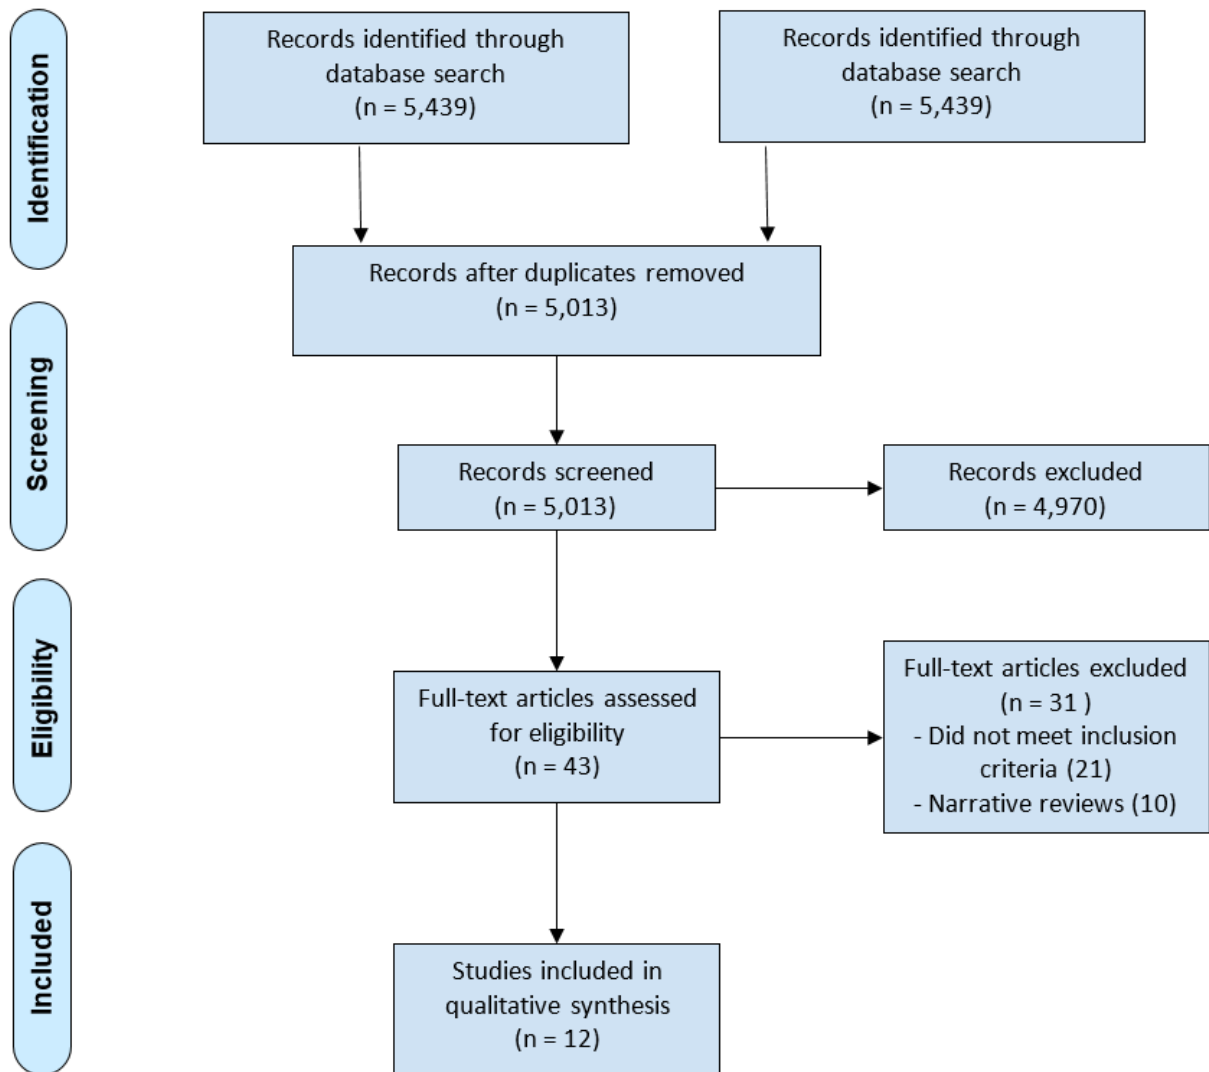 Identification
Records identified through
database search
(n = 5,439)
Records identified through
database search
(n = 5,439)
Records after duplicates removed
(n = 5,013)
Screening
Records screened
(n = 5,013)
Records excluded
(n = 4,970)
Eligibility
Full-text articles assessed
for eligibility
(n = 43)
Full-text articles excluded
(n = 31 )
- Did not meet inclusion
criteria (21)
- Narrative reviews (10)
Included
Studies included in
qualitative synthesis
(n = 12)